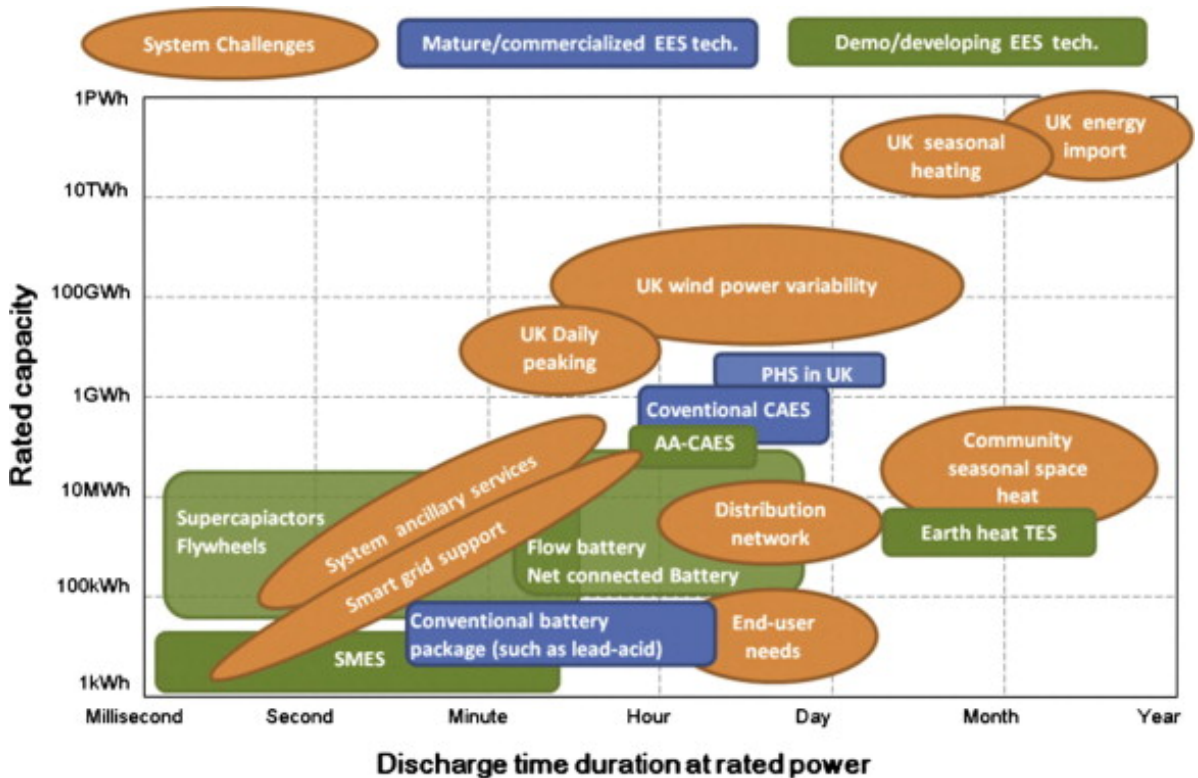 System Challenges
Mature/commercialized EES tech.
Demo/developing EES tech.
1PWh
10TWh
100GWh
1GWh
10MWh
100kWh
1kWh
Rated capacity
UK energy
import
UK seasonal
heating
UK wind power variability
UK Daily
peaking
PHS in UK
Coventional CAES
AA-CAES
Community
seasonal space
heat
System ancillary services
Smart grid support
Supercapiactors
Flywheels
Distribution
network
Earth heat TES
Flow battery
Net connected Battery
Conventional battery
package (such as lead-acid)
End-user
needs
SMES
Millisecond
Second
Minute
Hour
Day
Month
Year
Discharge time duration at rated power